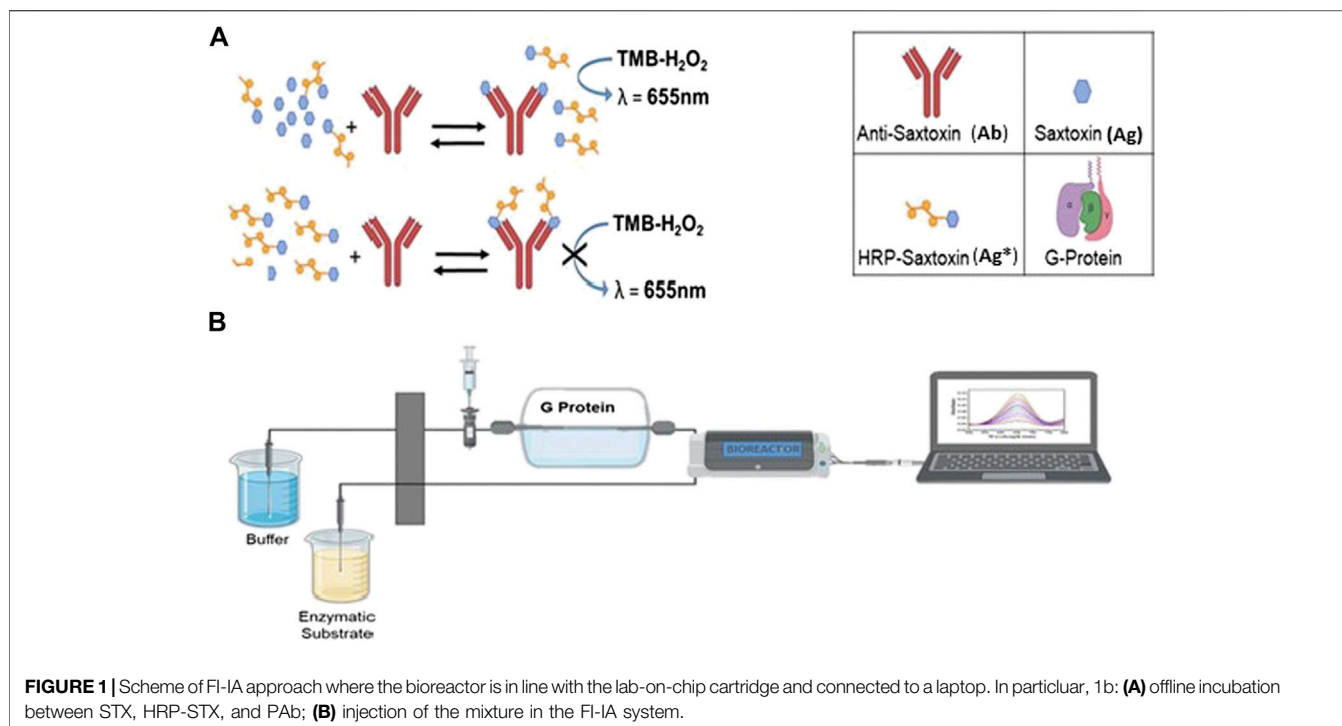 A
TMB-H₂O₂
λ = 655nm
+
TMB-H₂O₂
λ = 655nm
+
Anti-Saxtoxin (Ab)
Saxtoxin (Ag)
HRP-Saxtoxin (Ag*)
α β γ
G-Protein
B
G Protein
BIOREACTOR
Buffer
Enzymatic
Substrate
FIGURE 1 | Scheme of FI-IA approach where the bioreactor is in line with the lab-on-chip cartridge and connected to a laptop. In particluar, 1b: (A) offline incubation
between STX, HRP-STX, and PAb; (B) injection of the mixture in the FI-IA system.